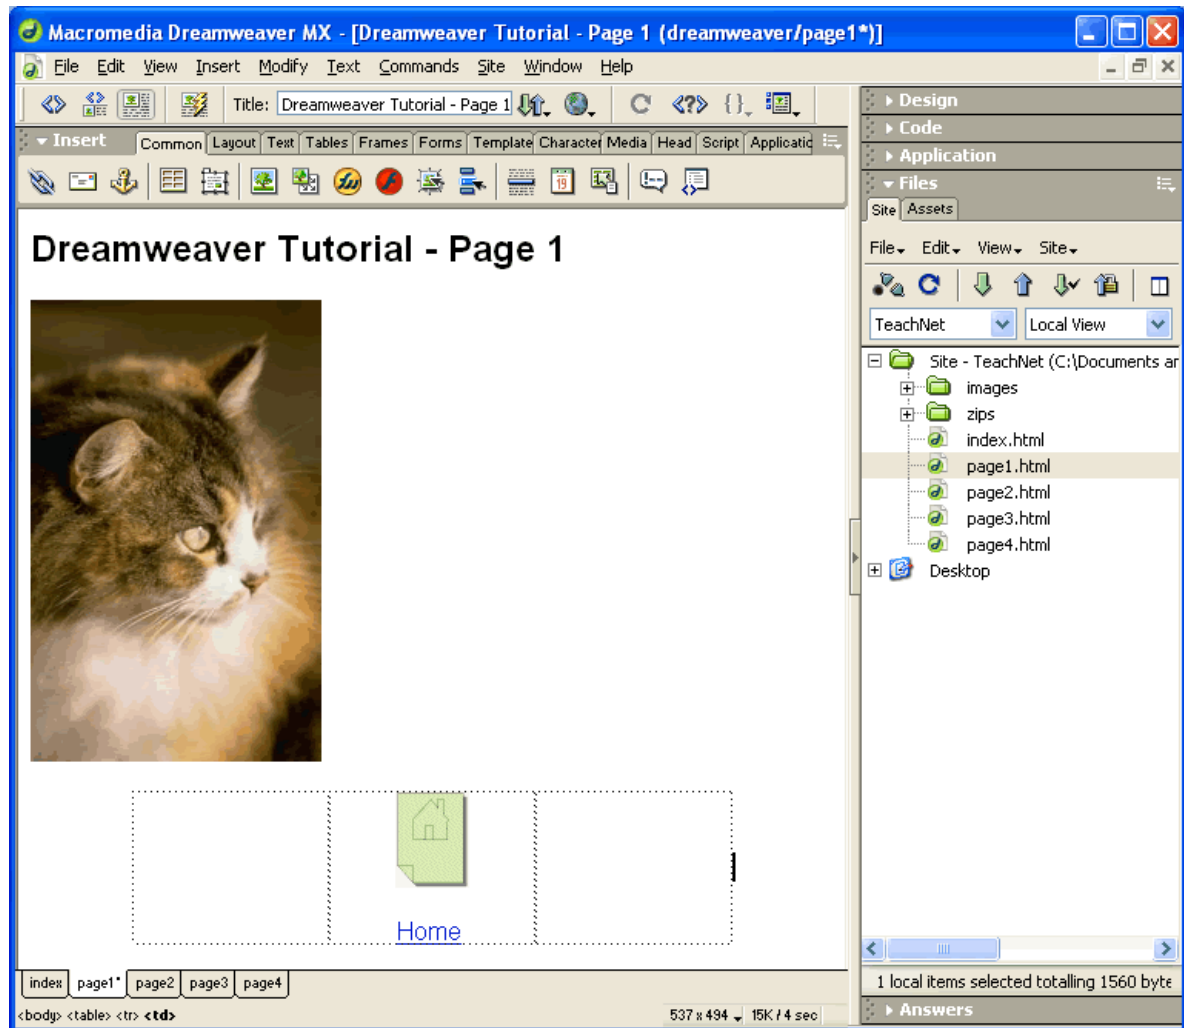 Macromedia Dreamweaver MX - [Dreamweaver Tutorial - Page 1 (dreamweaver/page1*)]
File Edit View Insert Modify Text Commands Site Window Help
Title: Dreamweaver Tutorial - Page 1
Insert Common Layout Text Tables Frames Forms Template Character Media Head Script Applicatio
19
Dreamweaver Tutorial - Page 1
Home
index page1* page2 page3 page4
<body> <table> <tr> <td> 537 x 494 15K / 4 sec
Design
Code
Application
Files
Site Assets
File Edit View Site
TeachNet Local View
Site - TeachNet (C:\Documents ar
images
zips
index.html
page1.html
page2.html
page3.html
page4.html
Desktop
1 local items selected totalling 1560 byte
Answers